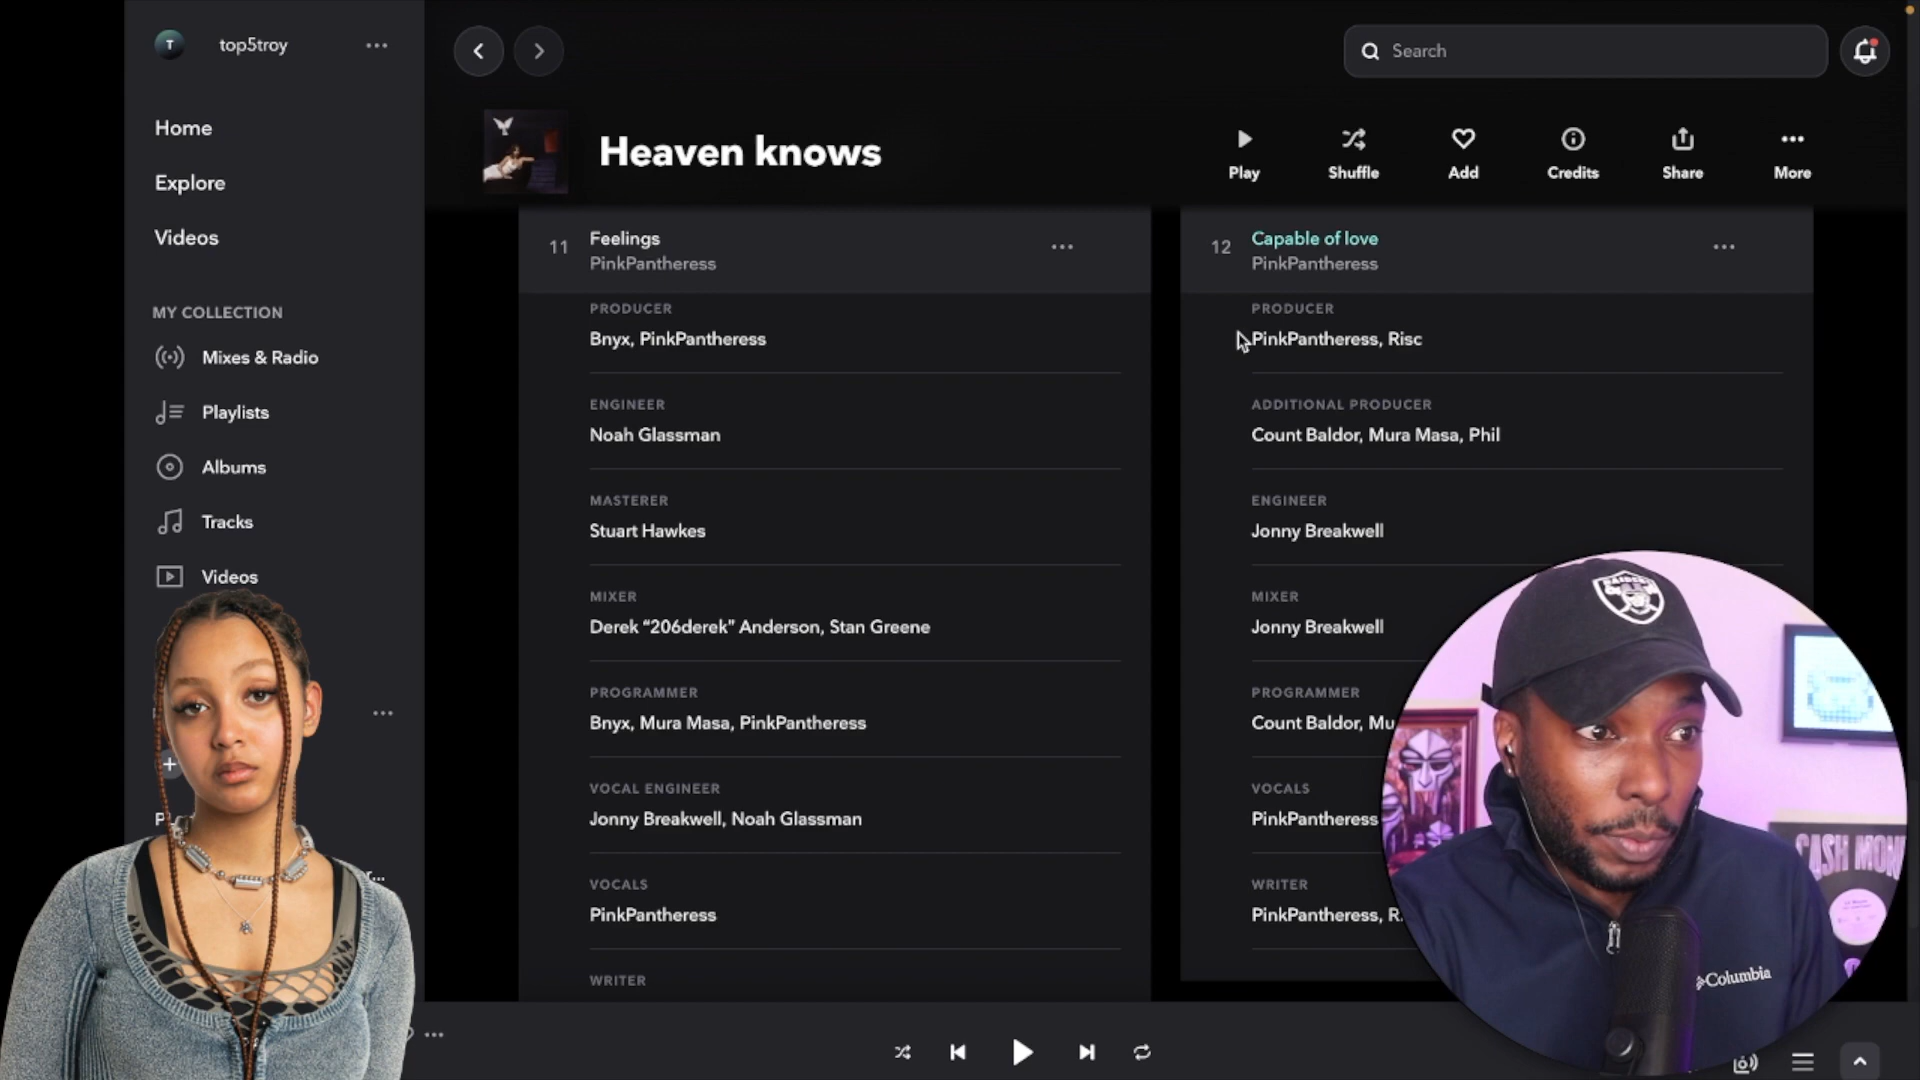 T
top5troy
Search
Home
Explore
Videos
MY COLLECTION
Mixes & Radio
Playlists
Albums
Tracks
Videos
Heaven knows
Play
Shuffle
Add
Credits
Share
More
11
Feelings
PinkPantheress
PRODUCER
Bnyx, PinkPantheress
ENGINEER
Noah Glassman
MASTERER
Stuart Hawkes
MIXER
Derek “206derek” Anderson, Stan Greene
PROGRAMMER
Bnyx, Mura Masa, PinkPantheress
VOCAL ENGINEER
Jonny Breakwell, Noah Glassman
VOCALS
PinkPantheress
WRITER
12
Capable of love
PinkPantheress
PRODUCER
PinkPantheress, Risc
ADDITIONAL PRODUCER
Count Baldor, Mura Masa, Phil
ENGINEER
Jonny Breakwell
MIXER
Jonny Breakwell
PROGRAMMER
Count Baldor, Mu
VOCALS
PinkPantheress
WRITER
PinkPantheress, R
RAIDERS
CASH MON
Columbia